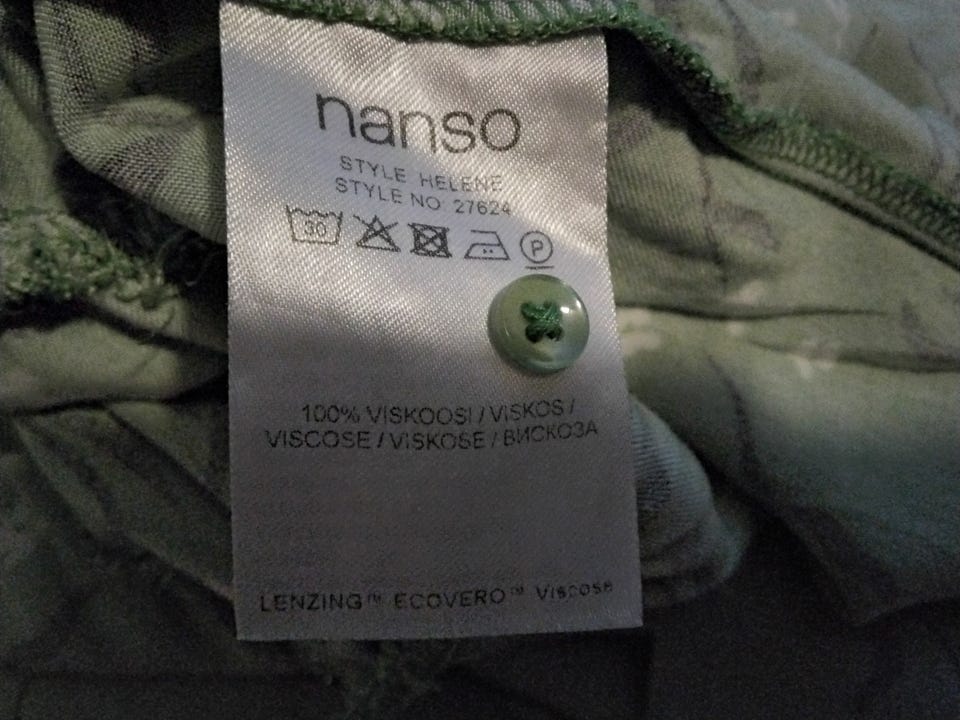 nanso
STYLE HELENE
STYLE NO 27624
30 P
100% VISKOOSI / VISKOS /
VISCOSE / VISKOSE / ВИСКОЗА
LENZING™ ECOVERO™ Viscose